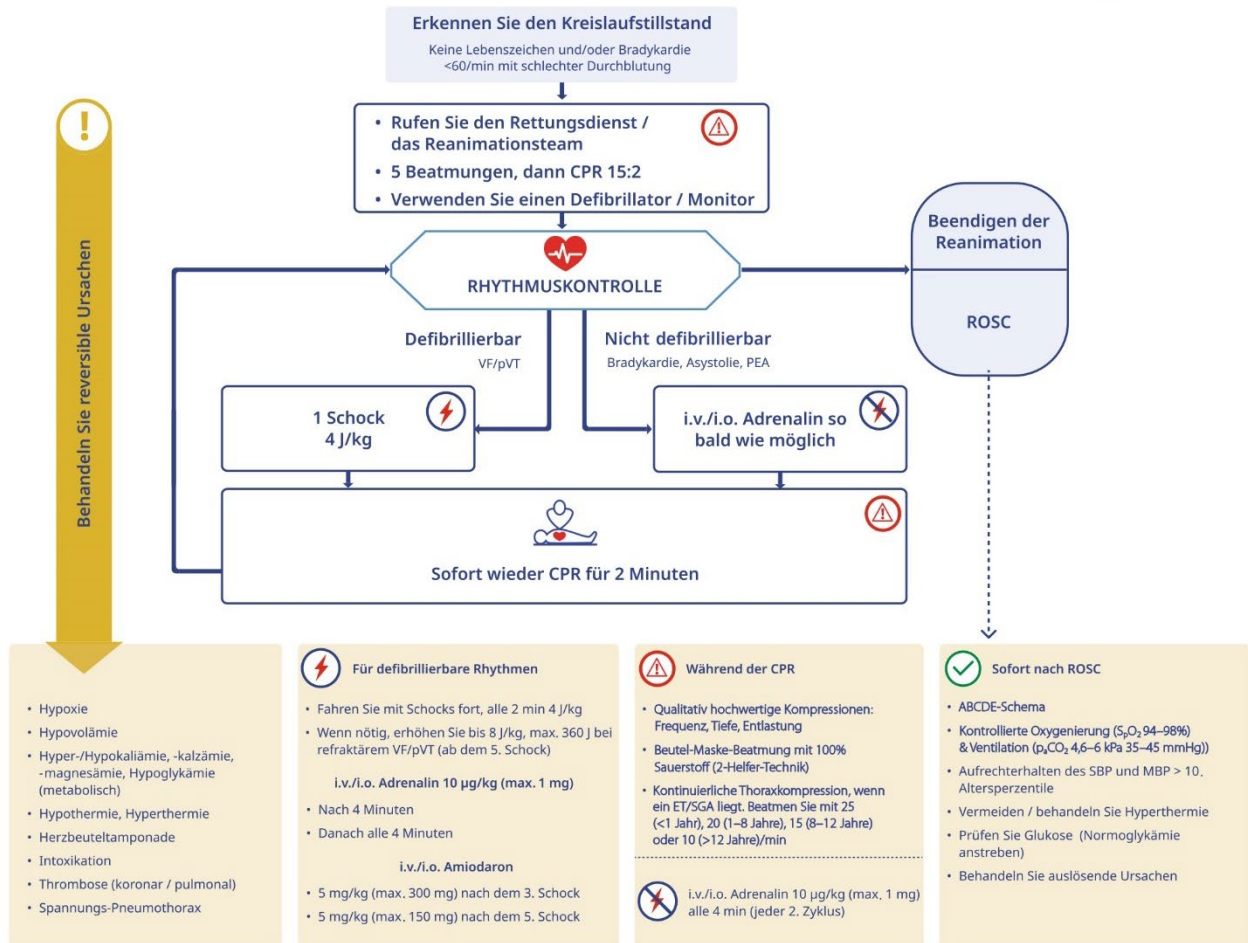 Erkennen Sie den Kreislaufstillstand
Keine Lebenszeichen und/oder Bradykardie
<60/min mit schlechter Durchblutung
!
Behandeln Sie reversible Ursachen
• Rufen Sie den Rettungsdienst /
das Reanimationsteam
• 5 Beatmungen, dann CPR 15:2
• Verwenden Sie einen Defibrillator / Monitor
RHYTHMUSKONTROLLE
Beendigen der
Reanimation
ROSC
Defibrillierbar
VF/pVT
Nicht defibrillierbar
Bradykardie, Asystolie, PEA
1 Schock
4 J/kg
i.v./i.o. Adrenalin so
bald wie möglich
Sofort wieder CPR für 2 Minuten
• Hypoxie
• Hypovolämie
• Hyper-/Hypokaliämie, -kalzämie,
-magnesämie, Hypoglykämie
(metabolisch)
• Hypothermie, Hyperthermie
• Herzbeuteltamponade
• Intoxikation
• Thrombose (koronar / pulmonal)
• Spannungs-Pneumothorax
Für defibrillierbare Rhythmen
• Fahren Sie mit Schocks fort, alle 2 min 4 J/kg
• Wenn nötig, erhöhen Sie bis 8 J/kg, max. 360 J bei
refraktärem VF/pVT (ab dem 5. Schock)
i.v./i.o. Adrenalin 10 µg/kg (max. 1 mg)
• Nach 4 Minuten
• Danach alle 4 Minuten
i.v./i.o. Amiodaron
• 5 mg/kg (max. 300 mg) nach dem 3. Schock
• 5 mg/kg (max. 150 mg) nach dem 5. Schock
Während der CPR
• Qualitativ hochwertige Kompressionen:
Frequenz, Tiefe, Entlastung
• Beutel-Maske-Beatmung mit 100%
Sauerstoff (2-Helfer-Technik)
• Kontinuierliche Thoraxkompression, wenn
ein ET/SGA liegt. Beatmen Sie mit 25
(<1 Jahr), 20 (1–8 Jahre), 15 (8–12 Jahre)
oder 10 (>12 Jahre)/min
i.v./i.o. Adrenalin 10 µg/kg (max. 1 mg)
alle 4 min (jeder 2. Zyklus)
Sofort nach ROSC
• ABCDE-Schema
• Kontrollierte Oxygenierung (SpO2 94–98%)
& Ventilation (paCO2 4,6–6 kPa 35–45 mmHg))
• Aufrechterhalten des SBP und MBP > 10.
Altersperzentile
• Vermeiden / behandeln Sie Hyperthermie
• Prüfen Sie Glukose (Normoglykämie
anstreben)
• Behandeln Sie auslösende Ursachen